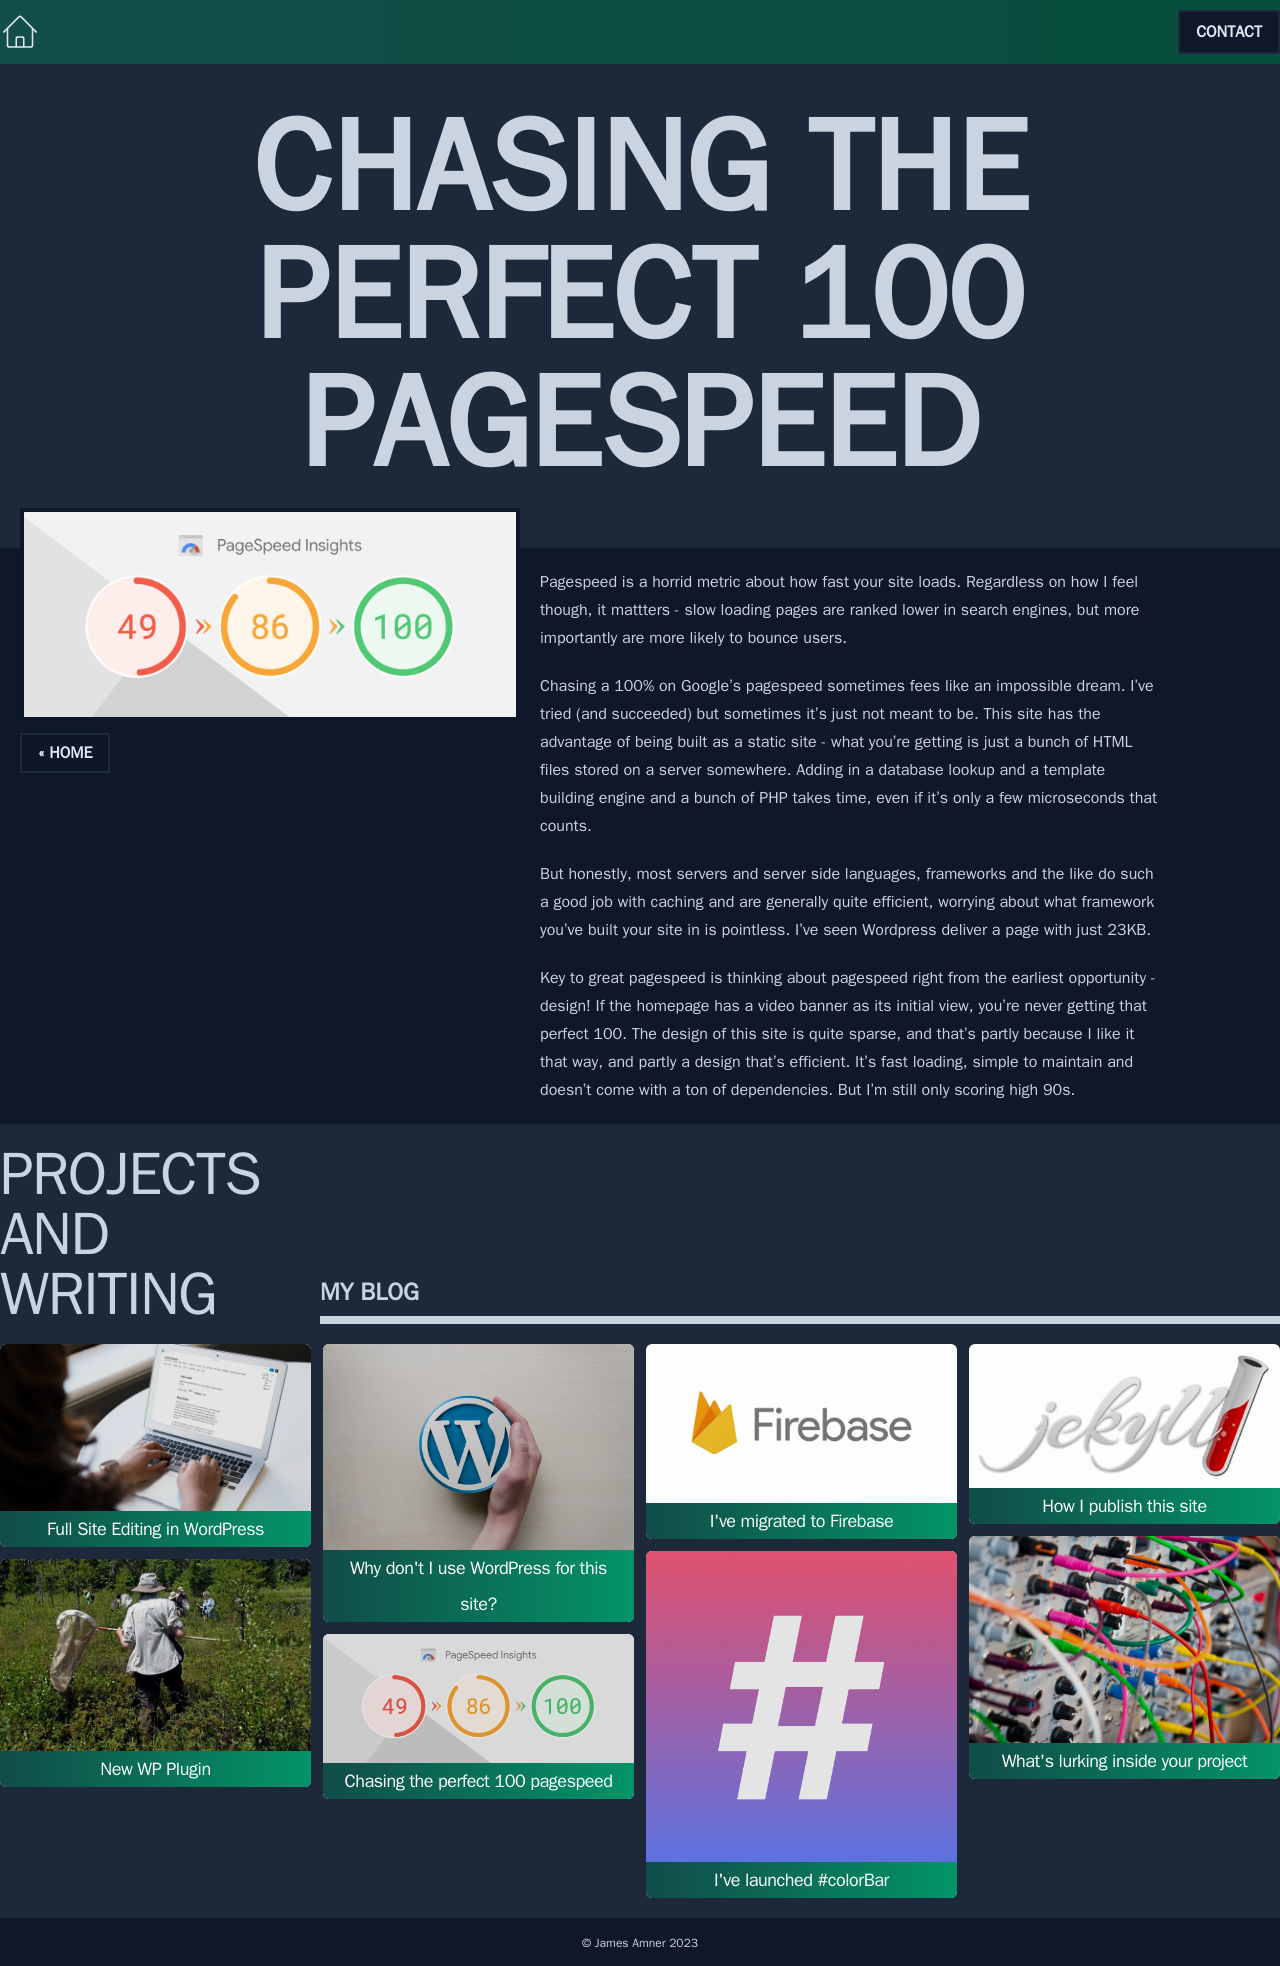 CONTACT
CHASING THE
PERFECT 100
PAGESPEED
PageSpeed Insights
49 » 86 » 100
« HOME
Pagespeed is a horrid metric about how fast your site loads. Regardless on how I feel
though, it mattters - slow loading pages are ranked lower in search engines, but more
importantly are more likely to bounce users.
Chasing a 100% on Google's pagespeed sometimes fees like an impossible dream. I've
tried (and succeeded) but sometimes it's just not meant to be. This site has the
advantage of being built as a static site - what you're getting is just a bunch of HTML
files stored on a server somewhere. Adding in a database lookup and a template
building engine and a bunch of PHP takes time, even if it's only a few microseconds that
counts.
But honestly, most servers and server side languages, frameworks and the like do such
a good job with caching and are generally quite efficient, worrying about what framework
you've built your site in is pointless. I've seen Wordpress deliver a page with just 23KB.
Key to great pagespeed is thinking about pagespeed right from the earliest opportunity -
design! If the homepage has a video banner as its initial view, you're never getting that
perfect 100. The design of this site is quite sparse, and that's partly because I like it
that way, and partly a design that's efficient. It's fast loading, simple to maintain and
doesn't come with a ton of dependencies. But I'm still only scoring high 90s.
PROJECTS
AND
WRITING
MY BLOG
Full Site Editing in WordPress
New WP Plugin
W
Why don't I use WordPress for this
site?
PageSpeed Insights
49 » 86 » 100
Chasing the perfect 100 pagespeed
Firebase
I've migrated to Firebase
#
I've launched #colorBar
jekyll
How I publish this site
What's lurking inside your project
© James Amner 2023